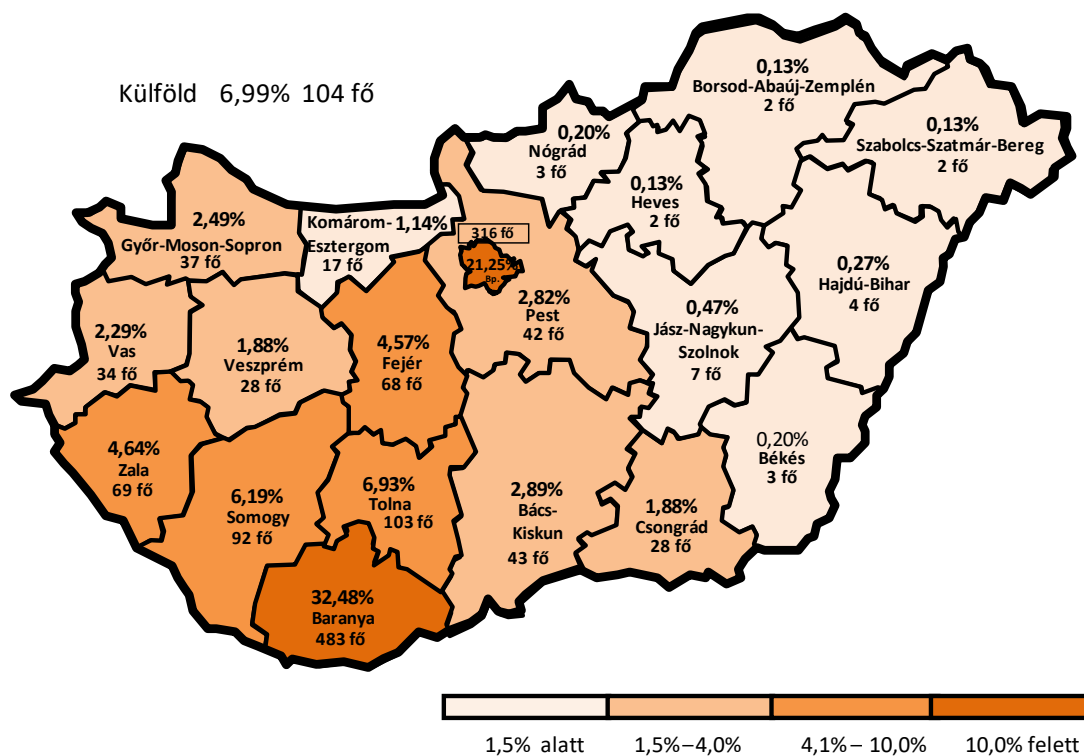 0,13%
Borsod-Abaúj-Zemplén
2 fő
Külföld 6,99% 104 fő
0,20%
Nógrád
3 fő
0,13%
Szabolcs-Szatmár-Bereg
2 fő
0,13%
Heves
2 fő
2,49%
Győr-Moson-Sopron
37 fő
Komárom- 1,14%
Esztergom
17 fő
316 fő
21,25%
Bp.
0,27%
Hajdú-Bihar
4 fő
2,82%
Pest
42 fő
0,47%
Jász-Nagykun-
Szolnok
7 fő
2,29%
Vas
34 fő
1,88%
Veszprém
28 fő
4,57%
Fejér
68 fő
4,64%
Zala
69 fő
6,19%
Somogy
92 fő
6,93%
Tolna
103 fő
2,89%
Bács-
Kiskun
43 fő
1,88%
Csongrád
28 fő
0,20%
Békés
3 fő
32,48%
Baranya
483 fő
1,5% alatt 1,5%–4,0% 4,1%– 10,0% 10,0% felett